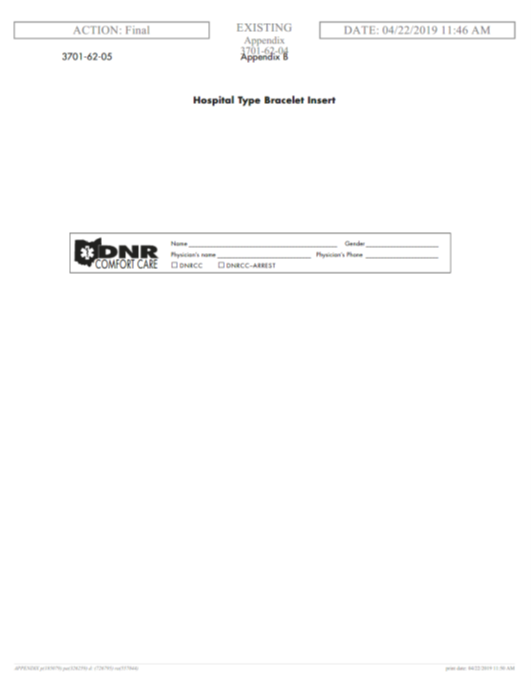 ACTION: Final
EXISTING
Appendix
3701-62-04
DATE: 04/22/2019 11:46 AM
3701-62-05
Appendix B
Hospital Type Bracelet Insert
DNR
COMFORT CARE
Name
Gender
Physician's name
Physician's Phone
DNRCC
DNRCC-ARREST
print date: 04/22/2019 11:46 AM